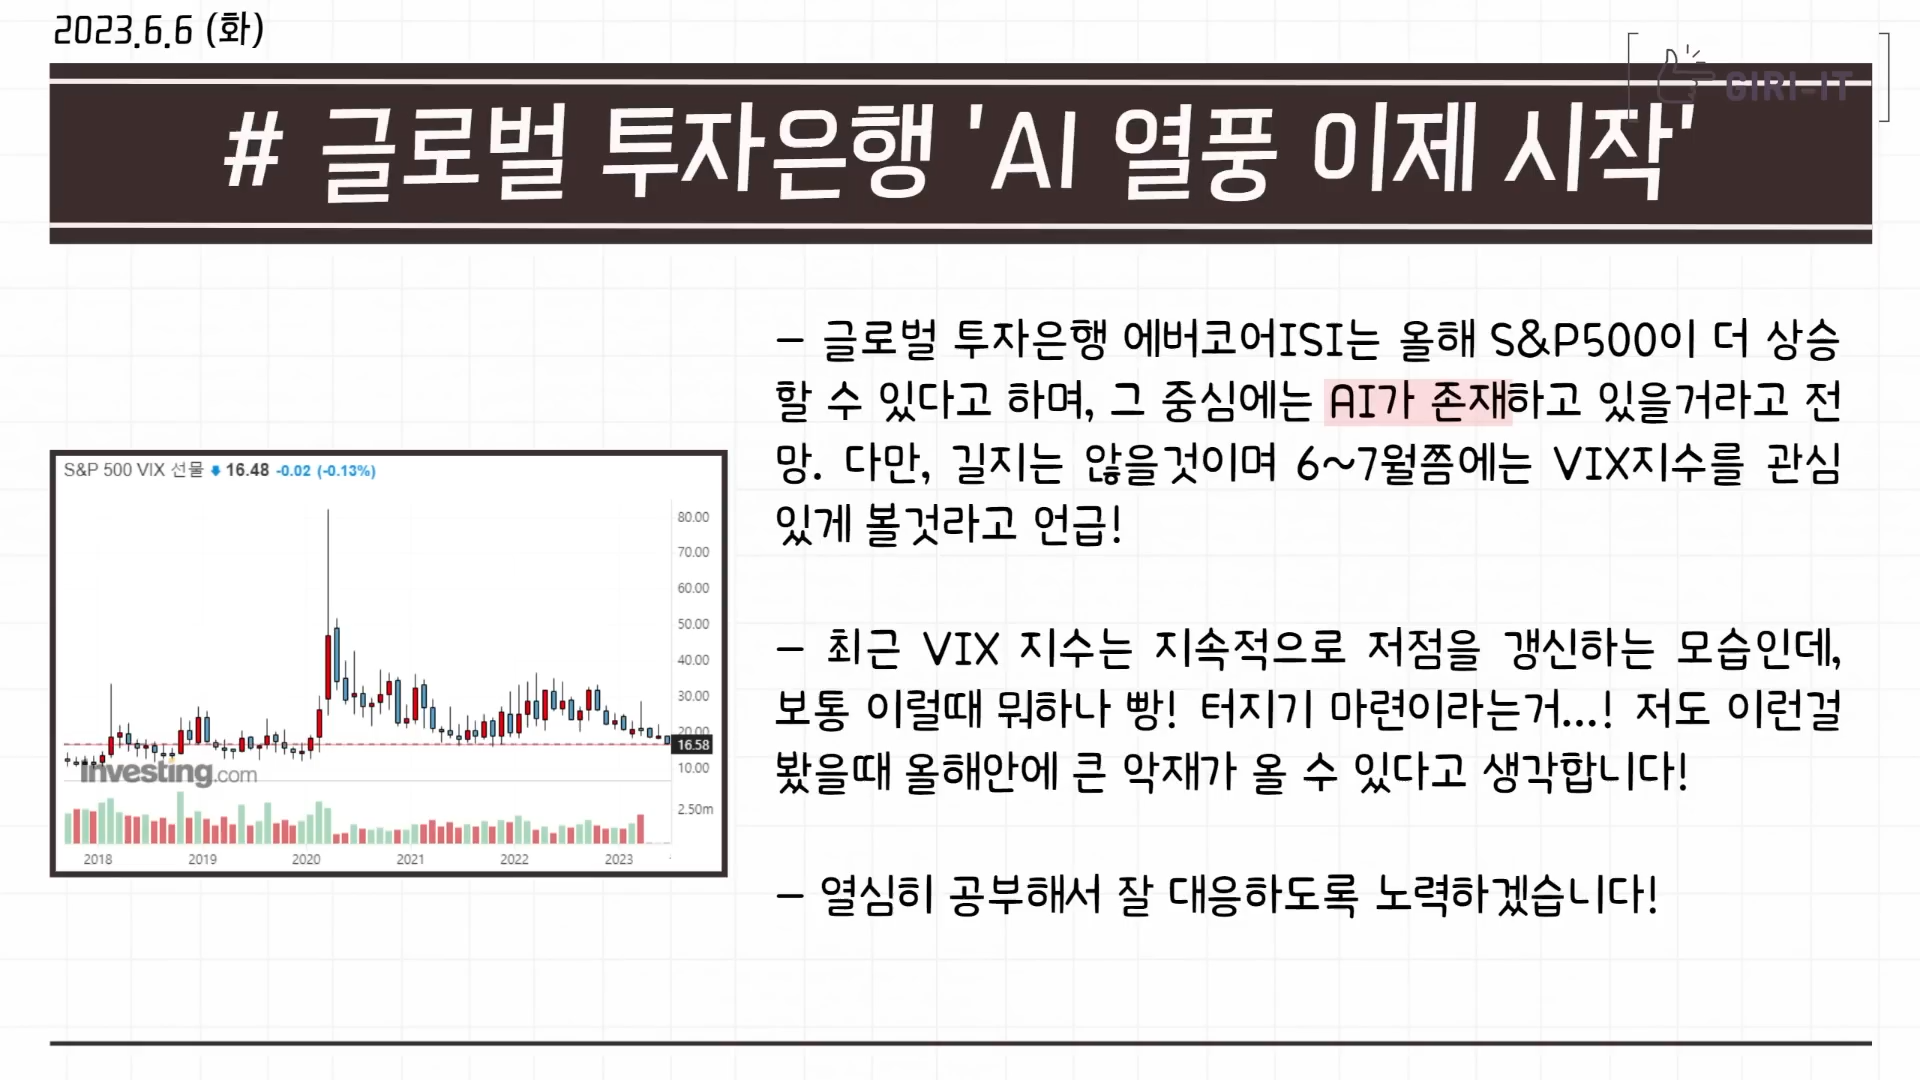 2023.6.6 (화)
GIRI-IT
# 글로벌 투자은행 'AI 열풍 이제 시작'
– 글로벌 투자은행 에버코어ISI는 올해 S&P500이 더 상승
할 수 있다고 하며, 그 중심에는 AI가 존재하고 있을거라고 전
망. 다만, 길지는 않을것이며 6~7월쯤에는 VIX지수를 관심
있게 볼것라고 언급!
– 최근 VIX 지수는 지속적으로 저점을 갱신하는 모습인데,
보통 이럴때 뭐하나 빵! 터지기 마련이라는거...! 저도 이런걸
봤을때 올해안에 큰 악재가 올 수 있다고 생각합니다!
– 열심히 공부해서 잘 대응하도록 노력하겠습니다!
S&P 500 VIX 선물 16.48 -0.02 (-0.13%)
80.00
70.00
60.00
50.00
40.00
30.00
20.00
16.58
10.00
Investing.com
2.50m
2018 2019 2020 2021 2022 2023